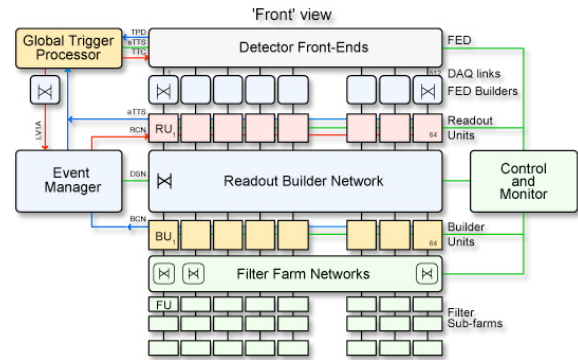 'Front' view
Global Trigger
Processor
TPD
sTTS
TTC
Detector Front-Ends
FED
1
512
DAQ links
FED Builders
LV1A
aTTS
RCN
RU1
64
Readout
Units
Event
Manager
DSN
Readout Builder Network
Control
and
Monitor
BCN
BU1
64
Builder
Units
Filter Farm Networks
FU
Filter
Sub-farms